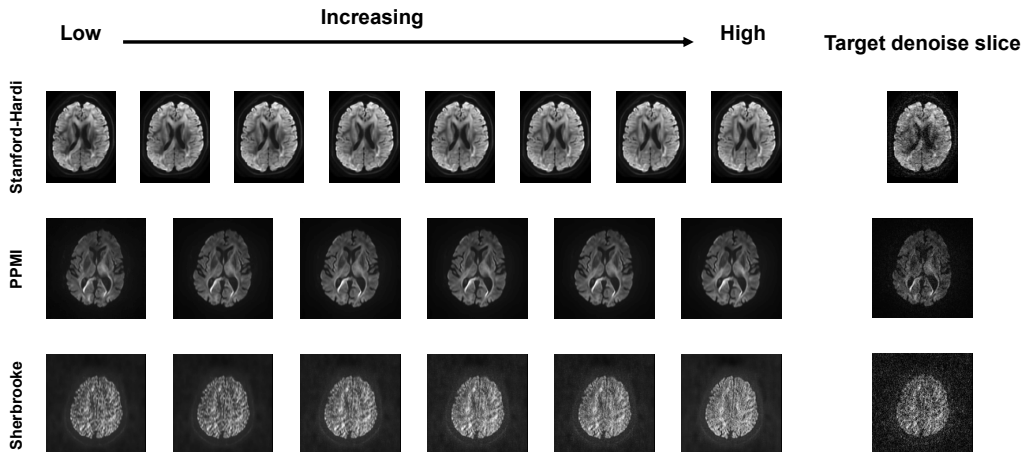 Increasing
Low
High
Target denoise slice
Stanford-Hardi
PPMI
Sherbrooke